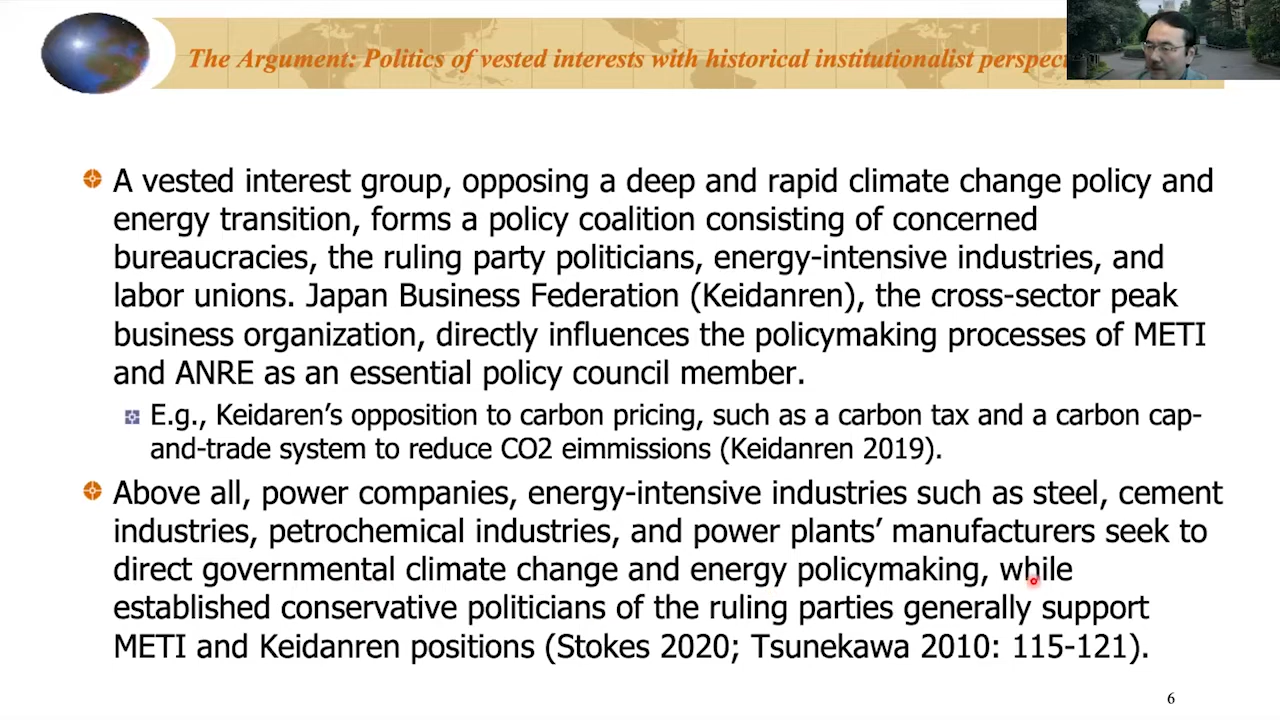 The Argument: Politics of vested interests with historical institutionalist perspec
A vested interest group, opposing a deep and rapid climate change policy and
energy transition, forms a policy coalition consisting of concerned
bureaucracies, the ruling party politicians, energy-intensive industries, and
labor unions. Japan Business Federation (Keidanren), the cross-sector peak
business organization, directly influences the policymaking processes of METI
and ANRE as an essential policy council member.
E.g., Keidaren’s opposition to carbon pricing, such as a carbon tax and a carbon cap-
and-trade system to reduce CO2 eimmissions (Keidanren 2019).
Above all, power companies, energy-intensive industries such as steel, cement
industries, petrochemical industries, and power plants’ manufacturers seek to
direct governmental climate change and energy policymaking, while
established conservative politicians of the ruling parties generally support
METI and Keidanren positions (Stokes 2020; Tsunekawa 2010: 115-121).
6